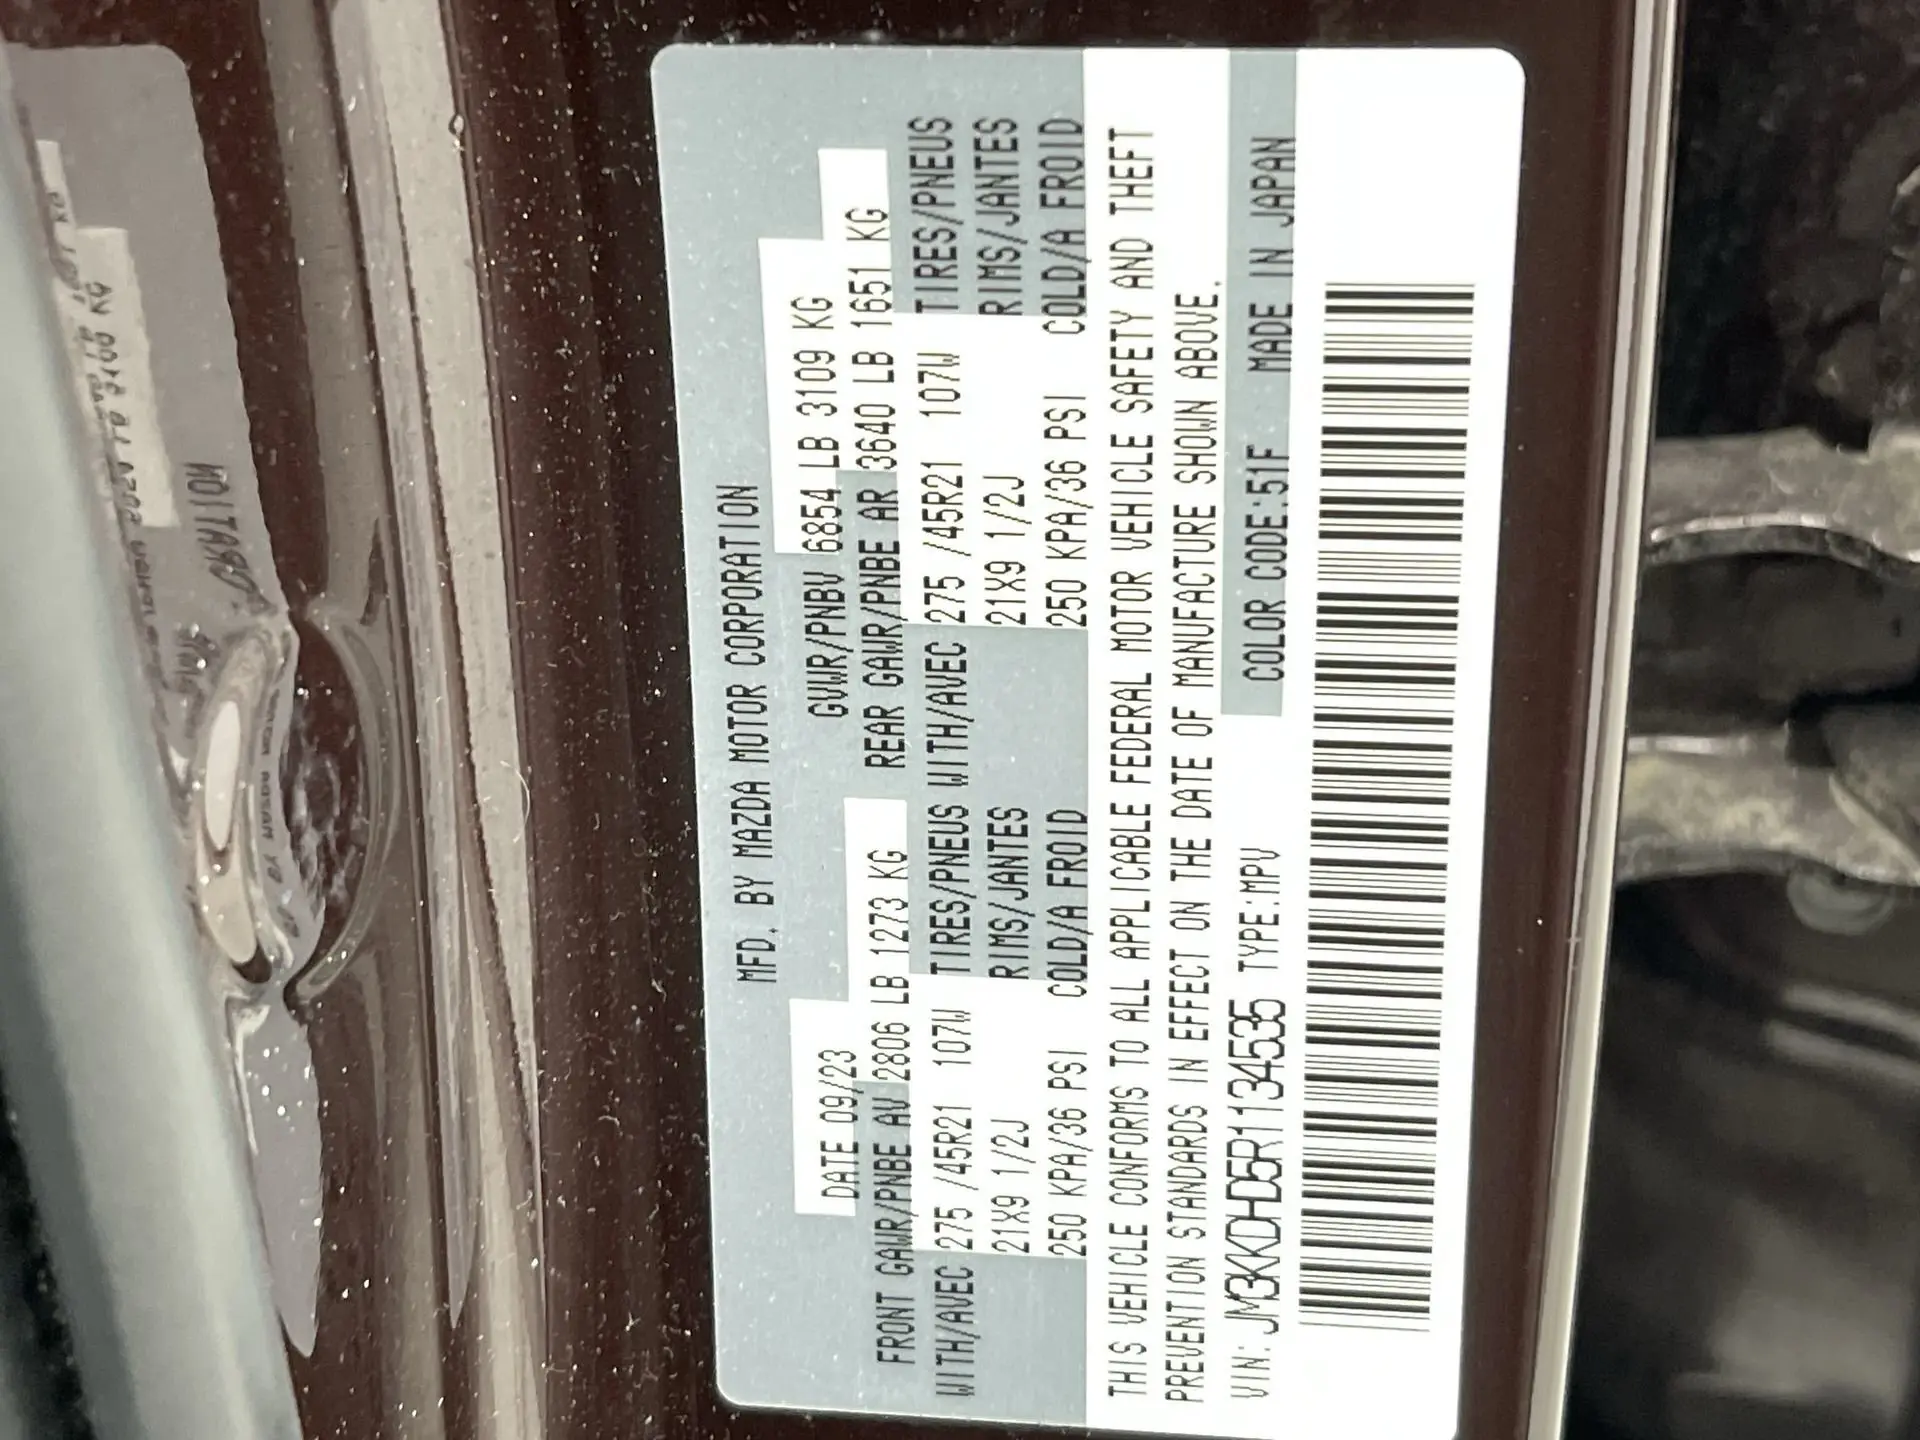 MFD. BY MAZDA MOTOR CORPORATION
DATE 09/23 GVWR/PNBV 6854 LB 3109 KG
FRONT GAWR/PNBE AV 2806 LB 1273 KG REAR GAWR/PNBE AR 3640 LB 1651 KG
WITH/AVEC 275 /45R21 107W TIRES/PNEUS WITH/AVEC 275 /45R21 107W TIRES/PNEUS
21X9 1/2J RIMS/JANTES 21X9 1/2J RIMS/JANTES
250 KPA/36 PSI COLD/A FROID 250 KPA/36 PSI COLD/A FROID
THIS VEHICLE CONFORMS TO ALL APPLICABLE FEDERAL MOTOR VEHICLE SAFETY AND THEFT
PREVENTION STANDARDS IN EFFECT ON THE DATE OF MANUFACTURE SHOWN ABOVE.
VIN: JM3KKDHD5R1134535 TYPE:MPV COLOR CODE:51F MADE IN JAPAN